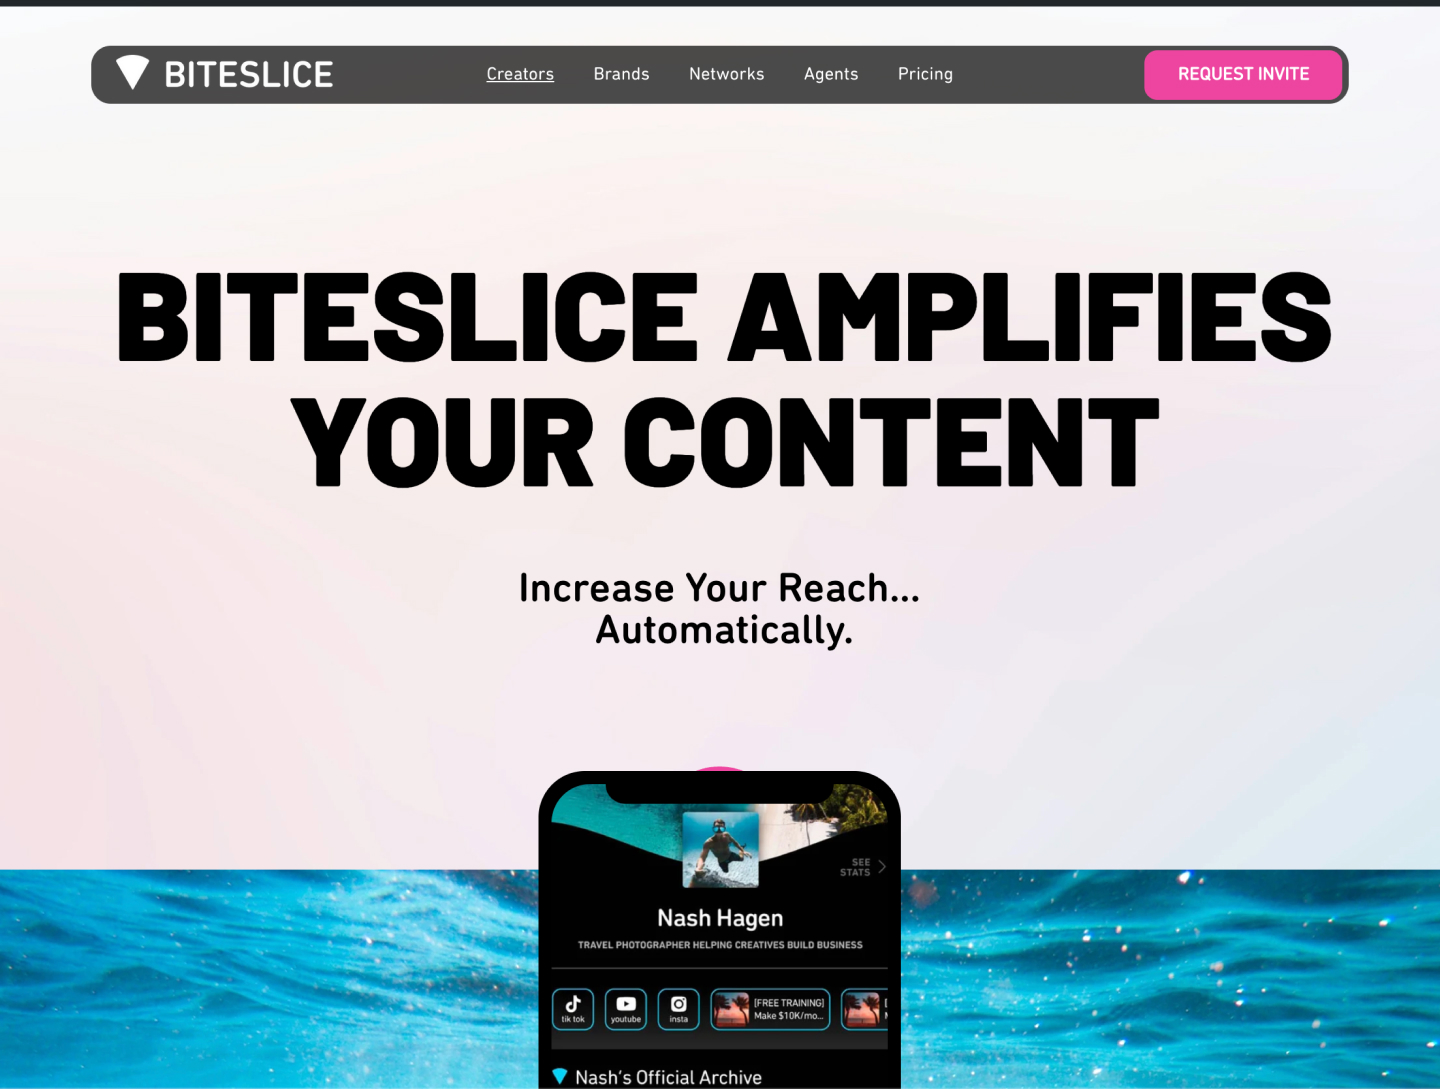 BITESLICE
Creators
Brands
Networks
Agents
Pricing
REQUEST INVITE
BITESLICE AMPLIFIES
YOUR CONTENT
Increase Your Reach...
Automatically.
SEE
STATS
Nash Hagen
TRAVEL PHOTOGRAPHER HELPING CREATIVES BUILD BUSINESS
tik tok
youtube
insta
[FREE TRAINING]
Make $10K/mo...
Nash's Official Archive